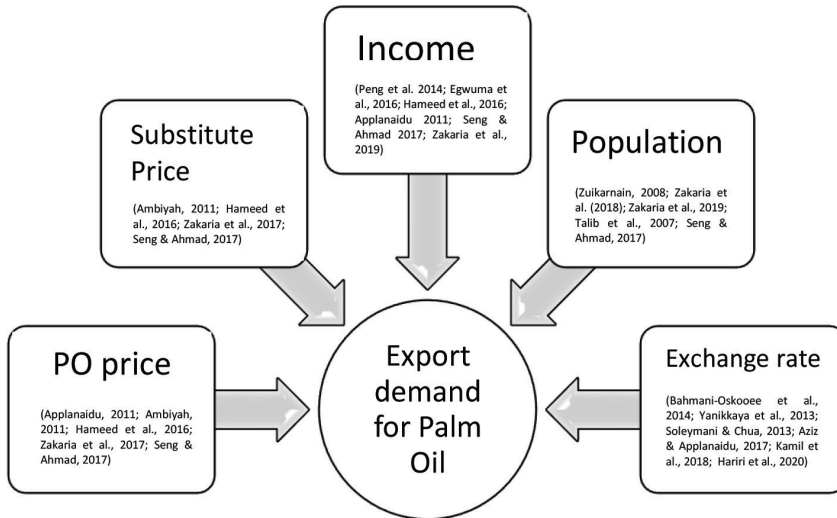 Income
(Peng et al. 2014; Egwuma et
al., 2016; Hameed et al., 2016;
Applanaidu 2011; Seng &
Ahmad 2017; Zakaria et al.,
2019)
Substitute
Price
(Ambiyah, 2011; Hameed et
al., 2016; Zakaria et al., 2017;
Seng & Ahmad, 2017)
Population
(Zuikarnain, 2008; Zakaria et
al. (2018); Zakaria et al., 2019;
Talib et al., 2007; Seng &
Ahmad, 2017)
PO price
(Applanaidu, 2011; Ambiyah,
2011; Hameed et al., 2016;
Zakaria et al., 2017; Seng &
Ahmad, 2017)
Export
demand
for Palm
Oil
Exchange rate
(Bahmani-Oskooee et al.,
2014; Yanikkaya et al., 2013;
Soleymani & Chua, 2013; Aziz
& Applanaidu, 2017; Kamil et
al., 2018; Hariri et al., 2020)